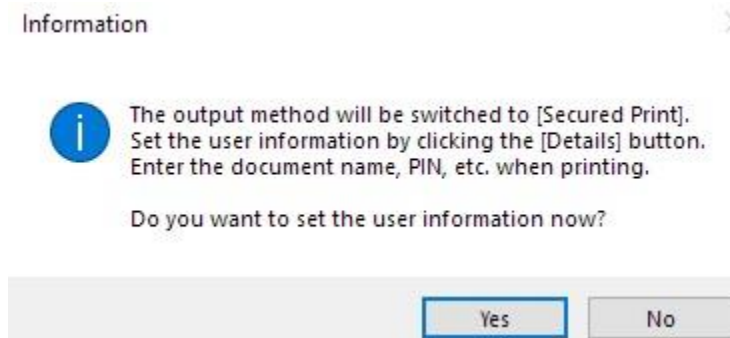 Information
The output method will be switched to [Secured Print].
Set the user information by clicking the [Details] button.
Enter the document name, PIN, etc. when printing.
Do you want to set the user information now?
Yes No